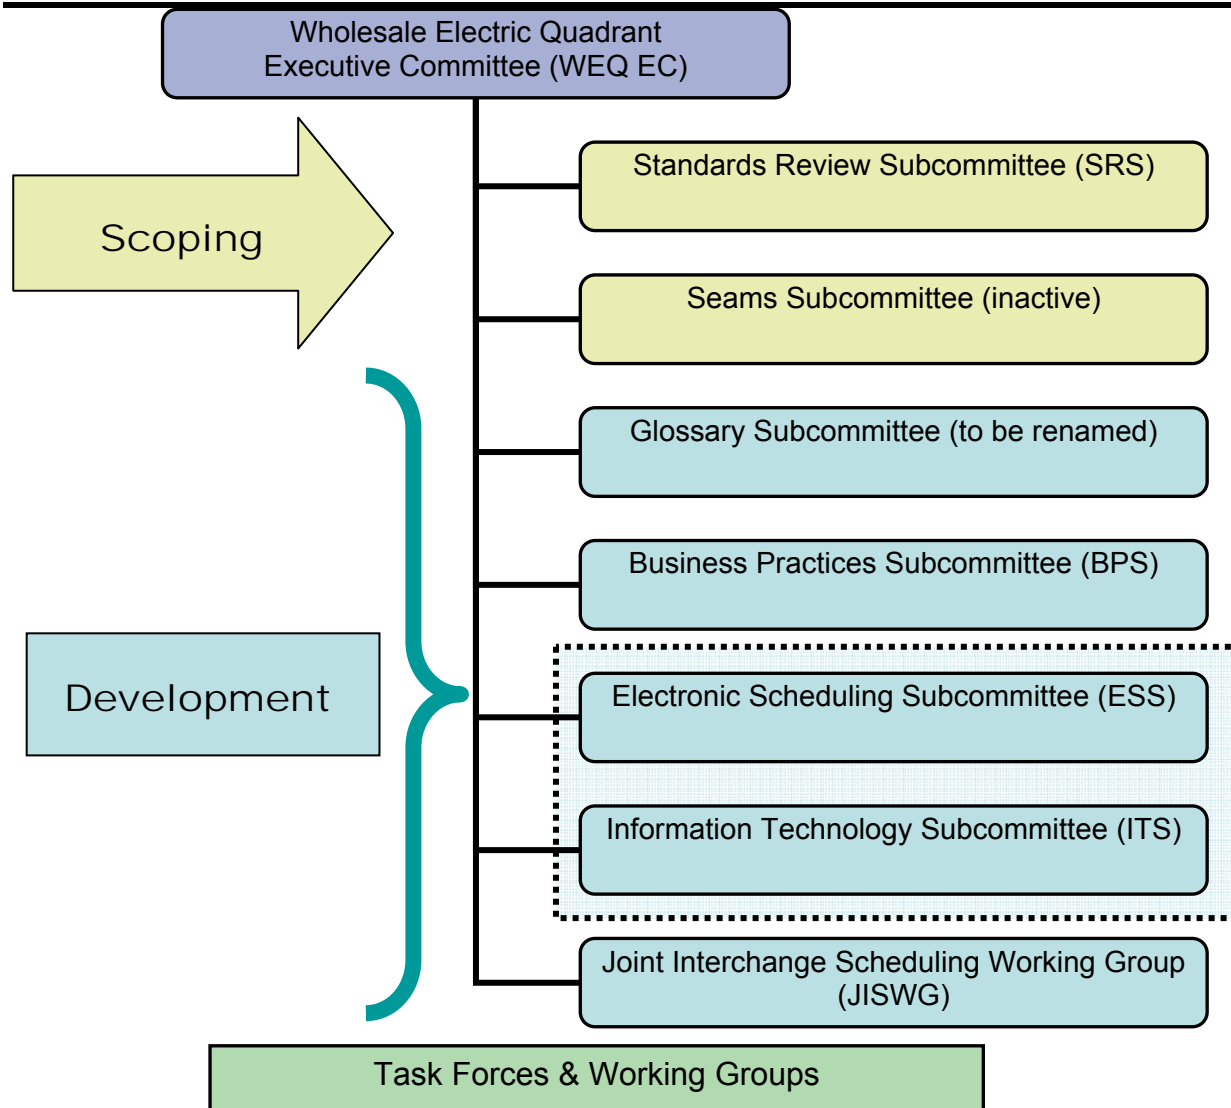 Wholesale Electric Quadrant
Executive Committee (WEQ EC)
Standards Review Subcommittee (SRS)
Scoping
Seams Subcommittee (inactive)
Glossary Subcommittee (to be renamed)
Business Practices Subcommittee (BPS)
Development
Electronic Scheduling Subcommittee (ESS)
Information Technology Subcommittee (ITS)
Joint Interchange Scheduling Working Group
(JISWG)
Task Forces & Working Groups